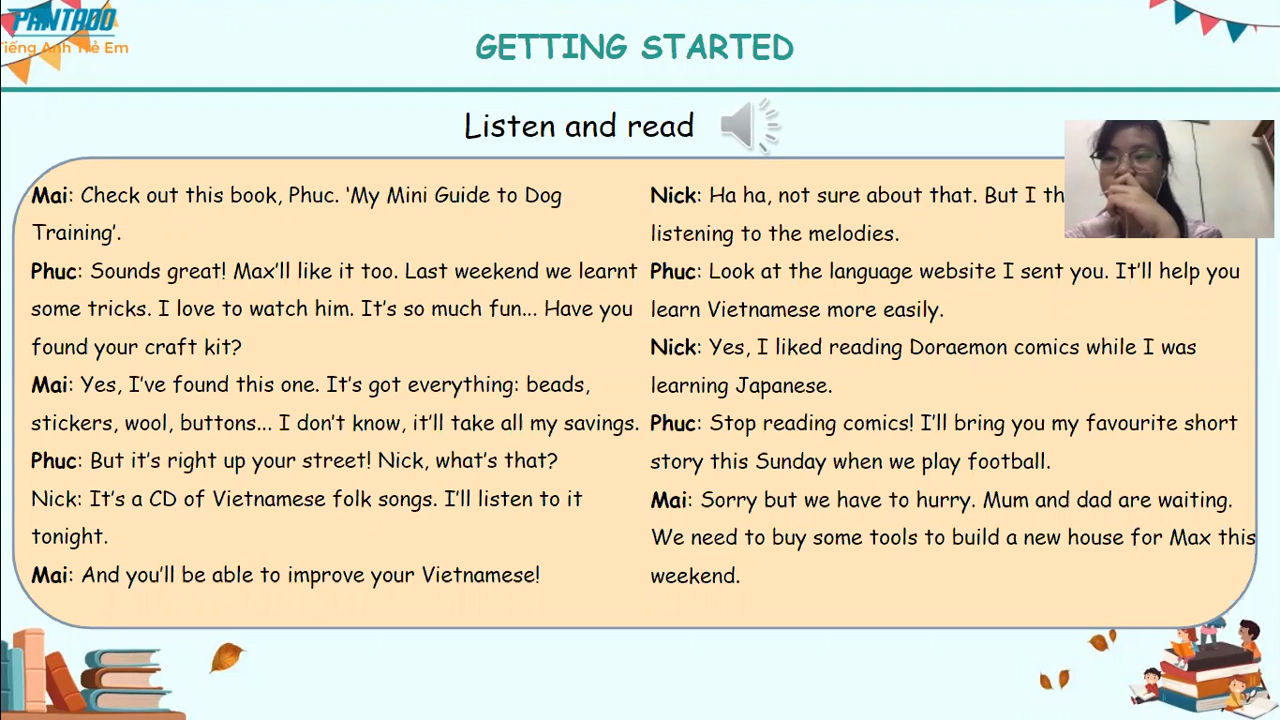 PANTADO
Tiếng Anh Trẻ Em
GETTING STARTED
Listen and read
Mai: Check out this book, Phuc. ‘My Mini Guide to Dog
Training’.
Phuc: Sounds great! Max’ll like it too. Last weekend we learnt
some tricks. I love to watch him. It’s so much fun... Have you
found your craft kit?
Mai: Yes, I’ve found this one. It’s got everything: beads,
stickers, wool, buttons... I don’t know, it’ll take all my savings.
Phuc: But it’s right up your street! Nick, what’s that?
Nick: It’s a CD of Vietnamese folk songs. I’ll listen to it
tonight.
Mai: And you’ll be able to improve your Vietnamese!
Nick: Ha ha, not sure about that. But I
listening to the melodies.
Phuc: Look at the language website I sent you. It’ll help you
learn Vietnamese more easily.
Nick: Yes, I liked reading Doraemon comics while I was
learning Japanese.
Phuc: Stop reading comics! I’ll bring you my favourite short
story this Sunday when we play football.
Mai: Sorry but we have to hurry. Mum and dad are waiting.
We need to buy some tools to build a new house for Max this
weekend.